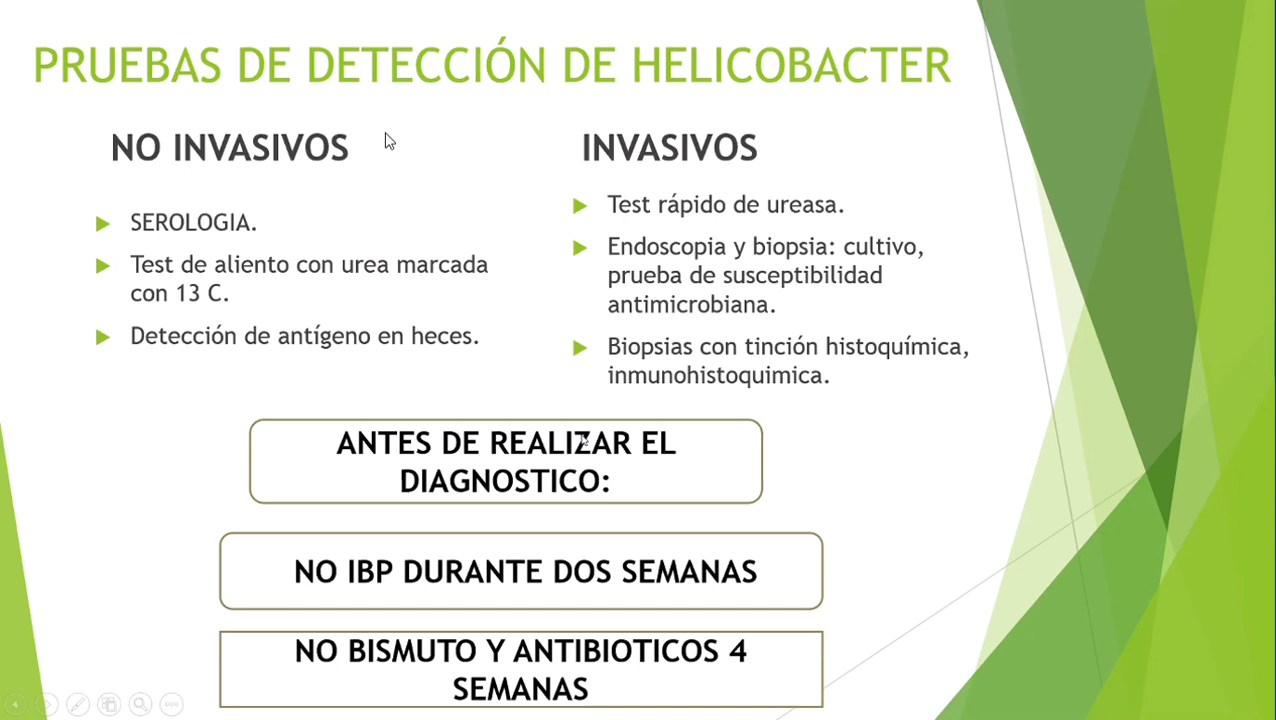 PRUEBAS DE DETECCIÓN DE HELICOBACTER
NO INVASIVOS
SEROLOGIA.
Test de aliento con urea marcada
con 13 C.
Detección de antígeno en heces.
INVASIVOS
Test rápido de ureasa.
Endoscopia y biopsia: cultivo,
prueba de susceptibilidad
antimicrobiana.
Biopsias con tinción histoquímica,
inmunohistoquimica.
ANTES DE REALIZAR EL
DIAGNOSTICO:
NO IBP DURANTE DOS SEMANAS
NO BISMUTO Y ANTIBIOTICOS 4
SEMANAS